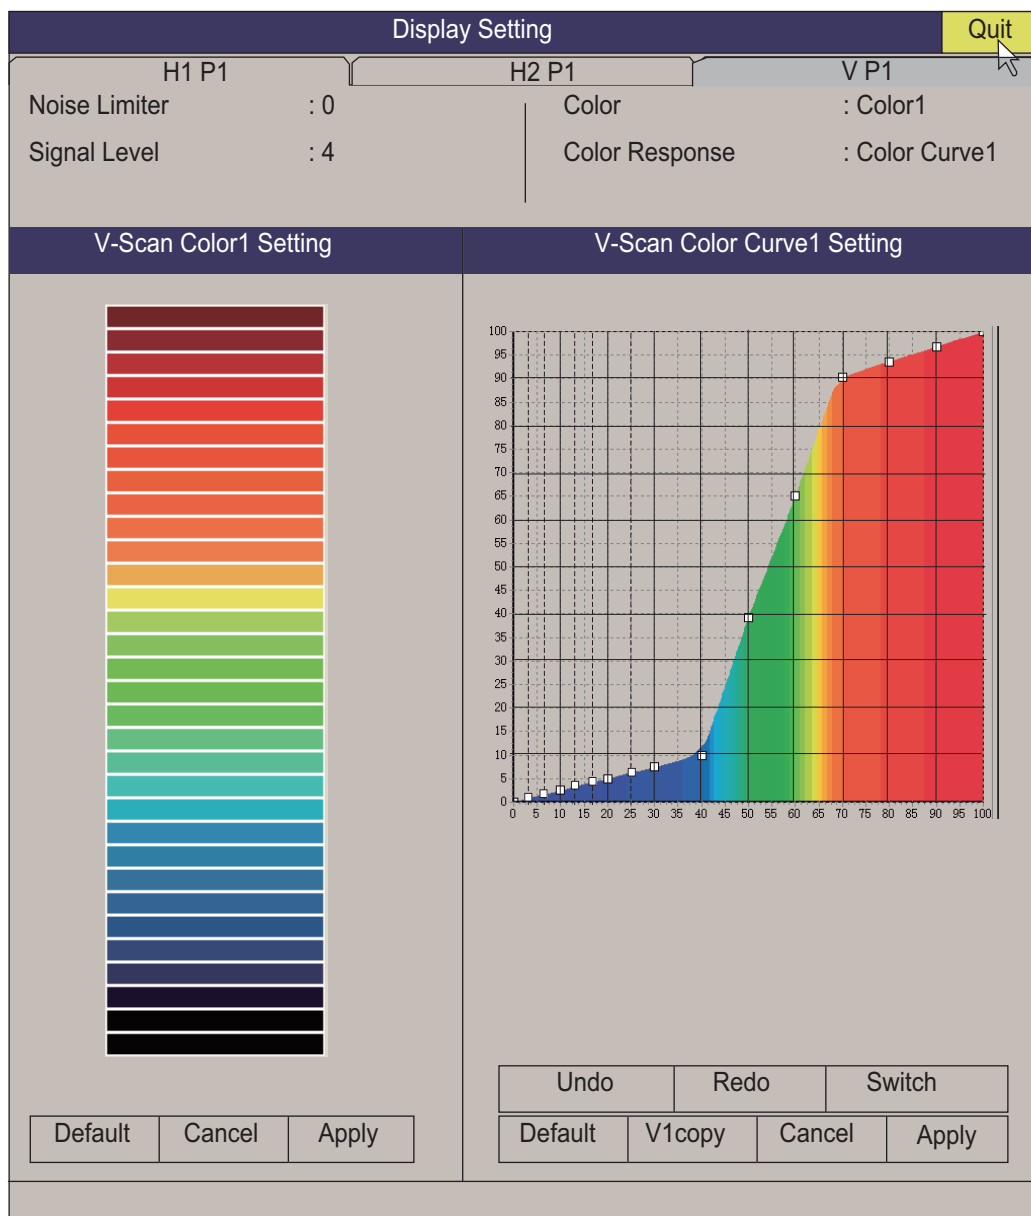 Display Setting
Quit
H1 P1
H2 P1
V P1
Noise Limiter : 0
Color : Color1
Signal Level : 4
Color Response : Color Curve1
V-Scan Color1 Setting
V-Scan Color Curve1 Setting
100
95
90
85
80
75
70
65
60
55
50
45
40
35
30
25
20
15
10
5
0
0 5 10 15 20 25 30 35 40 45 50 55 60 65 70 75 80 85 90 95 100
Undo Redo Switch
Default Cancel Apply
Default V1copy Cancel Apply